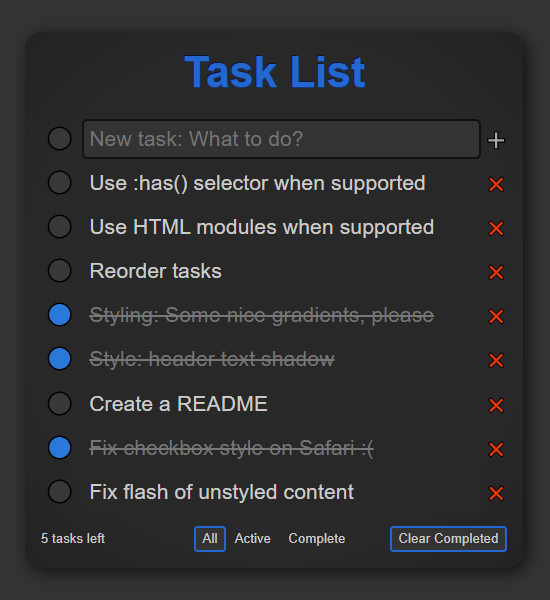 Task List
New task: What to do?
Use :has() selector when supported
Use HTML modules when supported
Reorder tasks
Styling: Some nice gradients, please
Style: header text shadow
Create a README
Fix checkbox style on Safari :(
Fix flash of unstyled content
5 tasks left All Active Complete Clear Completed